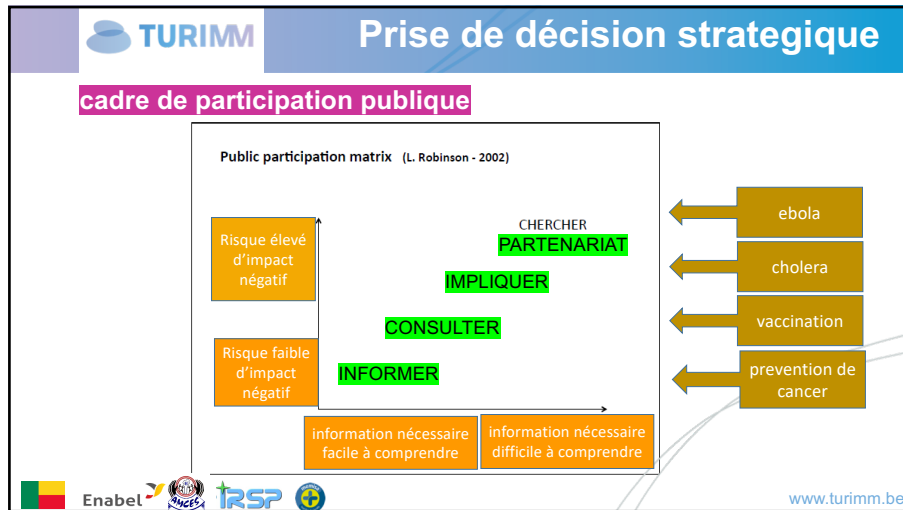 TURIMM
Prise de décision strategique
cadre de participation publique
Public participation matrix (L. Robinson - 2002)
Risque élevé
d'impact
négatif
CHERCHER
PARTENARIAT
IMPLIQUER
CONSULTER
Risque faible
d'impact
négatif
INFORMER
information nécessaire
facile à comprendre
information nécessaire
difficile à comprendre
ebola
cholera
vaccination
prevention de
cancer
Enabel
AMCES
IRSP
www.turimm.be